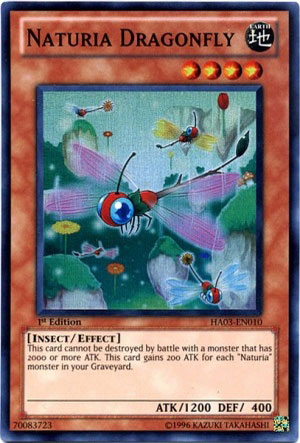 NATURIA DRAGONFLY
EARTH
地
1st Edition
HA03-EN010
[INSECT/EFFECT]
This card cannot be destroyed by battle with a monster that has
2000 or more ATK. This card gains 200 ATK for each "Naturia"
monster in your Graveyard.
ATK/1200 DEF/ 400
70083723
©1996 KAZUKI TAKAHASHI